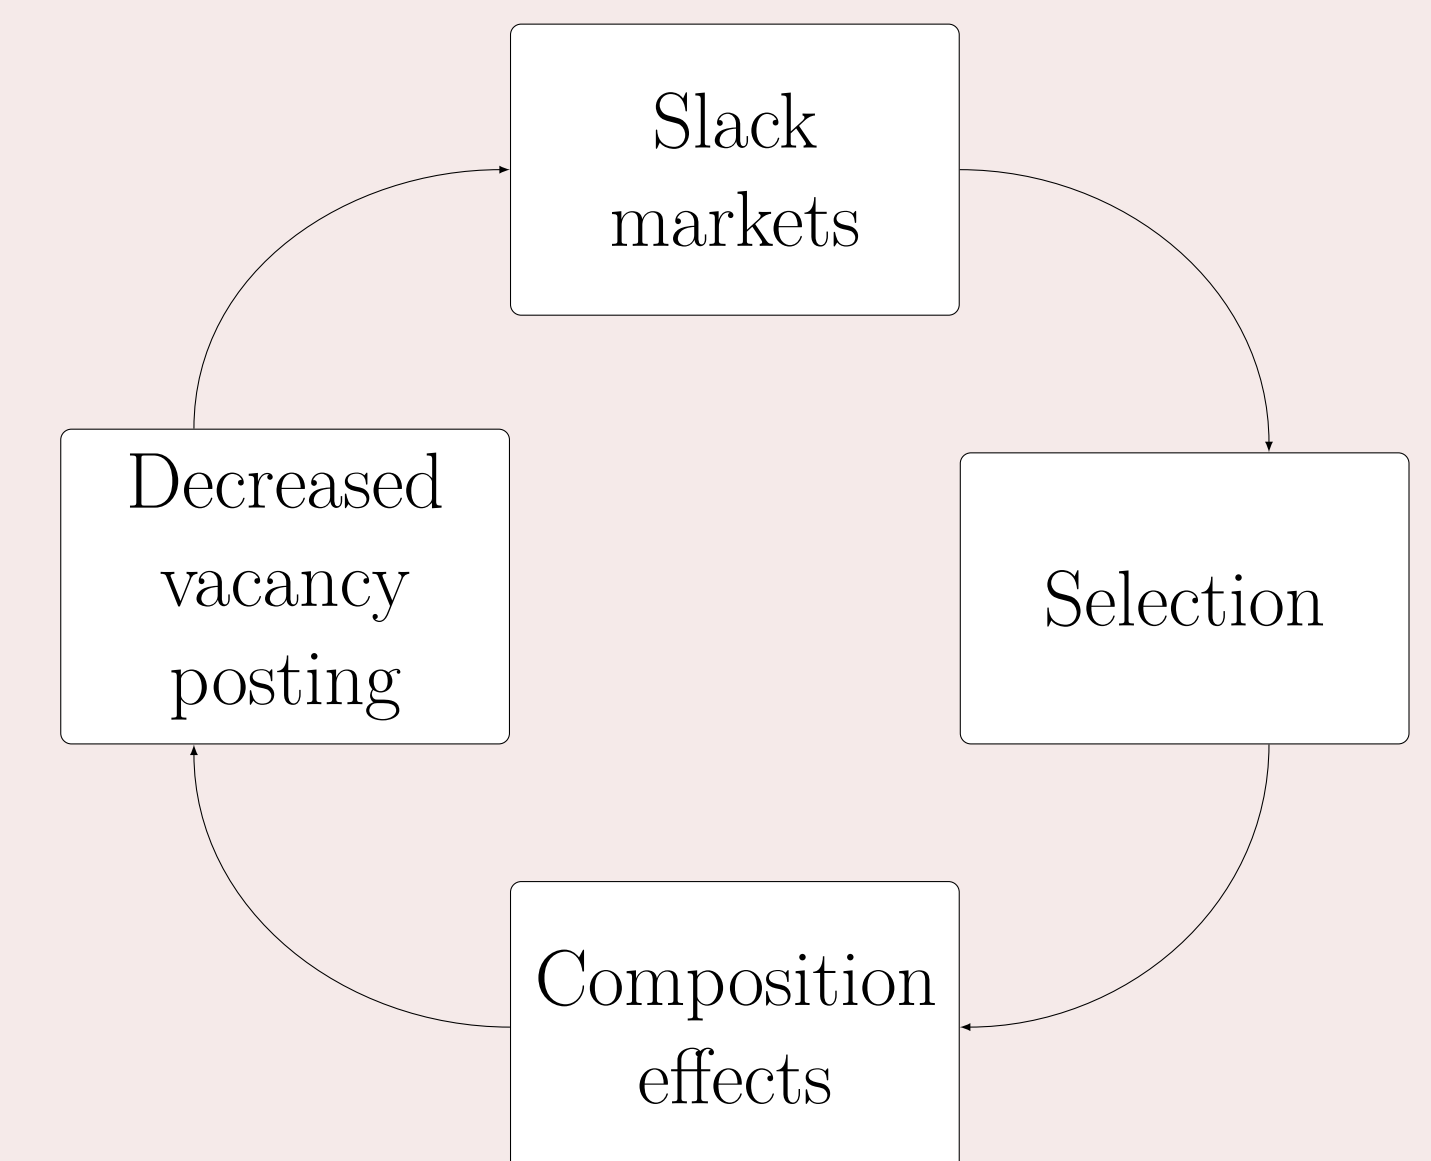 Slack
markets
Decreased
vacancy
posting
Selection
Composition
effects